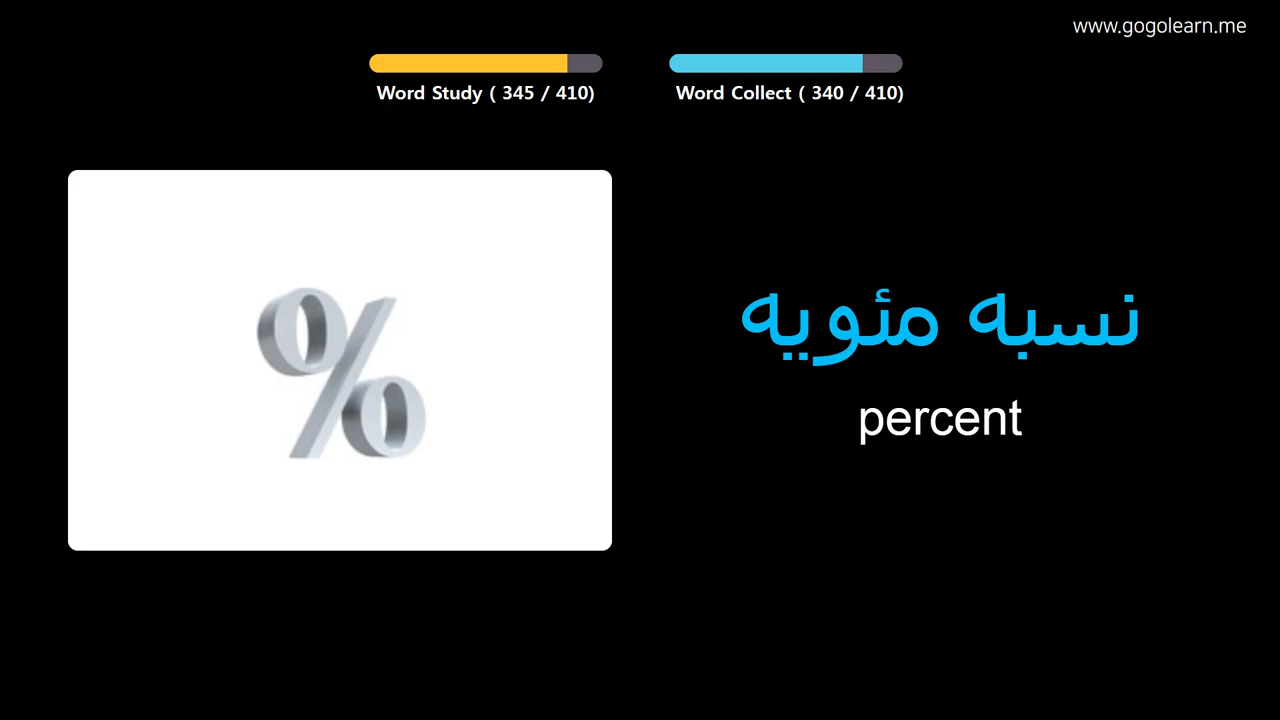 www.gogolearn.me
Word Study ( 345 / 410)
Word Collect ( 340 / 410)
%
نسبه مئويه
percent